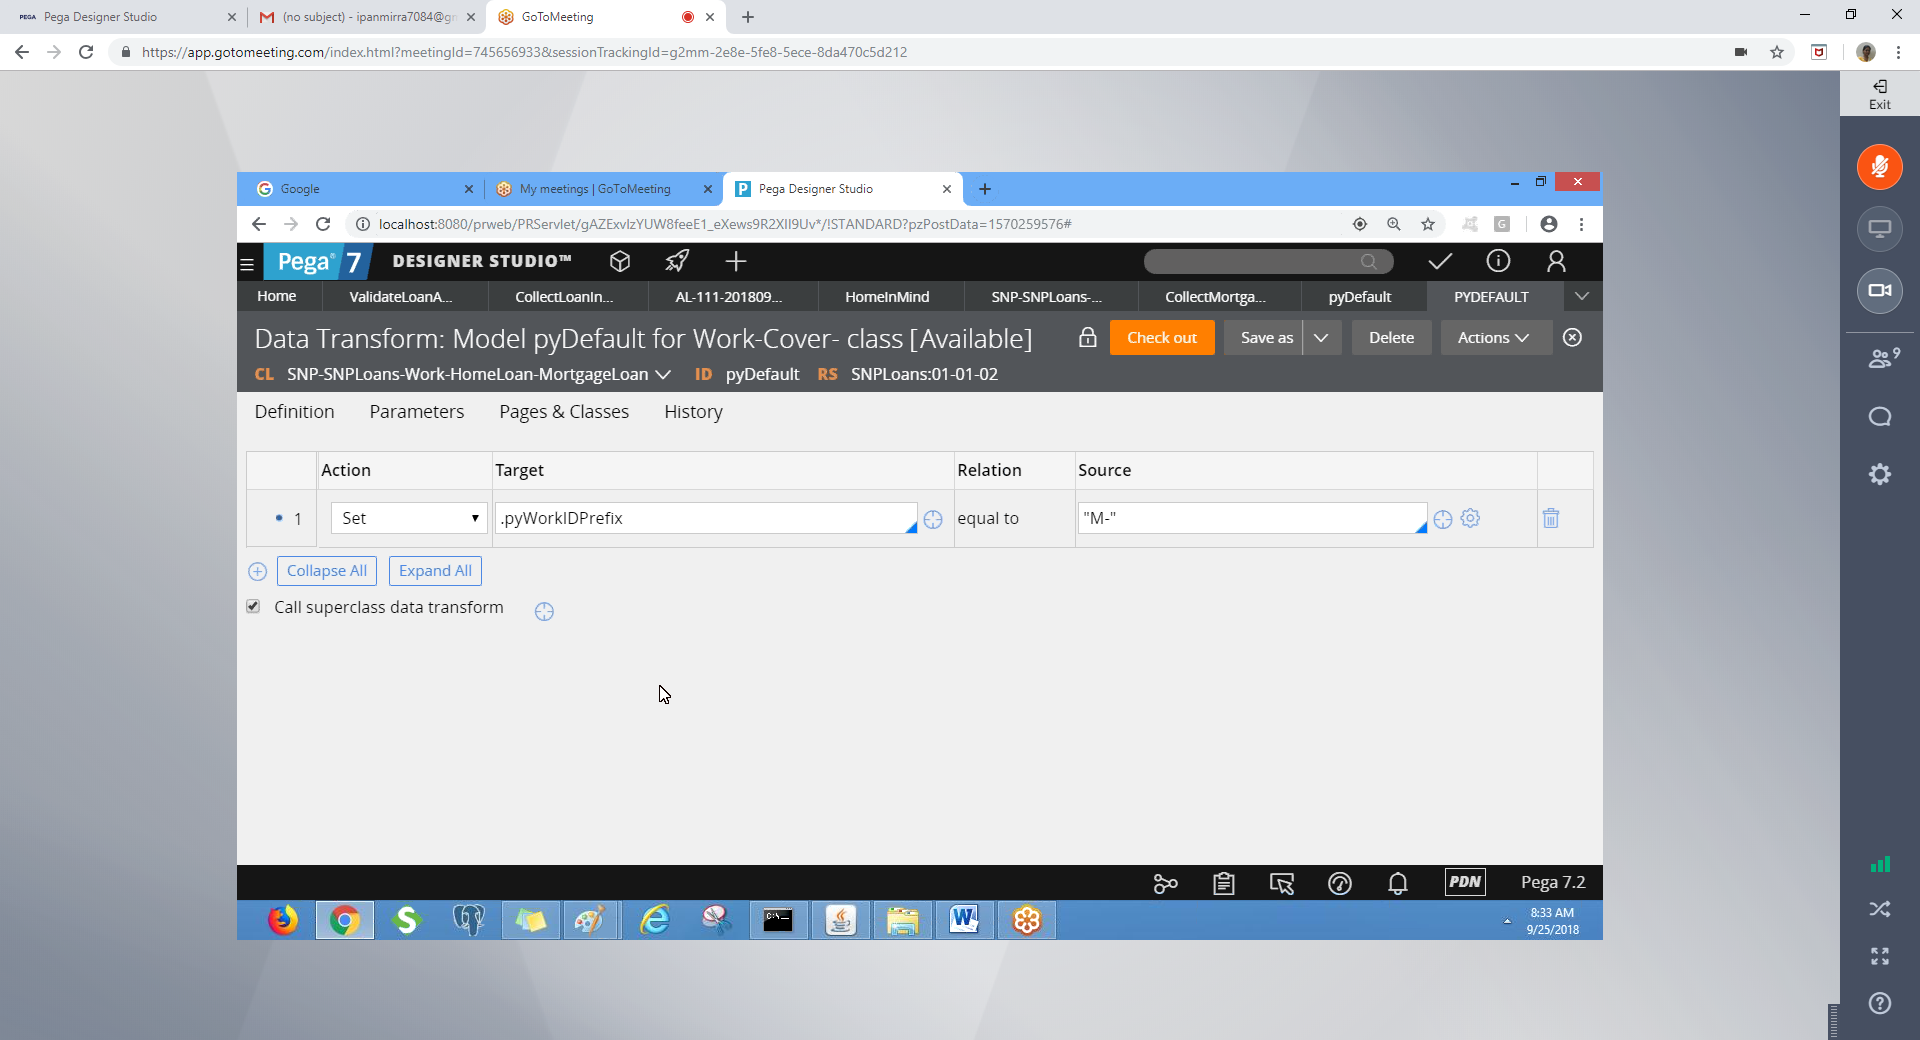 PEGA Pega Designer Studio
(no subject) - ipanmirra7084@gr
GoToMeeting
https://app.gotomeeting.com/index.html?meetingId=745656933&sessionTrackingId=g2mm-2e8e-5fe8-5ece-8da470c5d212
Exit
Google
My meetings | GoToMeeting
Pega Designer Studio
localhost:8080/prweb/PRServlet/gAZExvlzYUW8feeE1_eXews9R2XII9Uv*/!STANDARD?pzPostData=1570259576#
Pega 7 DESIGNER STUDIO™
Home ValidateLoanA... CollectLoanIn... AL-111-201809... HomeInMind SNP-SNPLoans-... CollectMortga... pyDefault PYDEFAULT
Data Transform: Model pyDefault for Work-Cover- class [Available]
Check out Save as Delete Actions
CL SNP-SNPLoans-Work-HomeLoan-MortgageLoan ID pyDefault RS SNPLoans:01-01-02
Definition Parameters Pages & Classes History
Action Target Relation Source
1 Set .pyWorkIDPrefix equal to "M-"
Collapse All Expand All
Call superclass data transform
9
PDN Pega 7.2
8:33 AM
9/25/2018